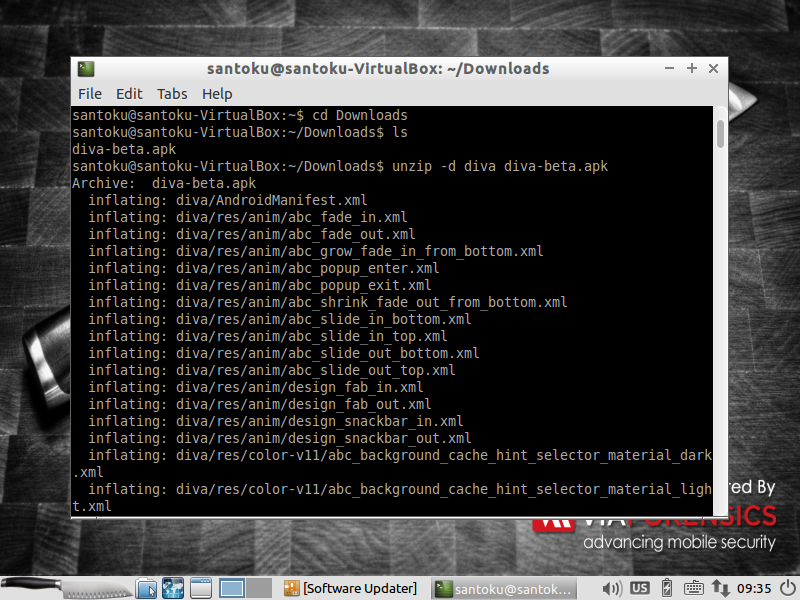 santoku@santoku-VirtualBox: ~/Downloads
File Edit Tabs Help
santoku@santoku-VirtualBox:~$ cd Downloads
santoku@santoku-VirtualBox:~/Downloads$ ls
diva-beta.apk
santoku@santoku-VirtualBox:~/Downloads$ unzip -d diva diva-beta.apk
Archive:  diva-beta.apk
  inflating: diva/AndroidManifest.xml
  inflating: diva/res/anim/abc_fade_in.xml
  inflating: diva/res/anim/abc_fade_out.xml
  inflating: diva/res/anim/abc_grow_fade_in_from_bottom.xml
  inflating: diva/res/anim/abc_popup_enter.xml
  inflating: diva/res/anim/abc_popup_exit.xml
  inflating: diva/res/anim/abc_shrink_fade_out_from_bottom.xml
  inflating: diva/res/anim/abc_slide_in_bottom.xml
  inflating: diva/res/anim/abc_slide_in_top.xml
  inflating: diva/res/anim/abc_slide_out_bottom.xml
  inflating: diva/res/anim/abc_slide_out_top.xml
  inflating: diva/res/anim/design_fab_in.xml
  inflating: diva/res/anim/design_fab_out.xml
  inflating: diva/res/anim/design_snackbar_in.xml
  inflating: diva/res/anim/design_snackbar_out.xml
  inflating: diva/res/color-v11/abc_background_cache_hint_selector_material_dark
.xml
  inflating: diva/res/color-v11/abc_background_cache_hint_selector_material_ligh
t.xml
By
VIAFORENSICS
advancing mobile security
[Software Updater] santoku@santok... US 09:35